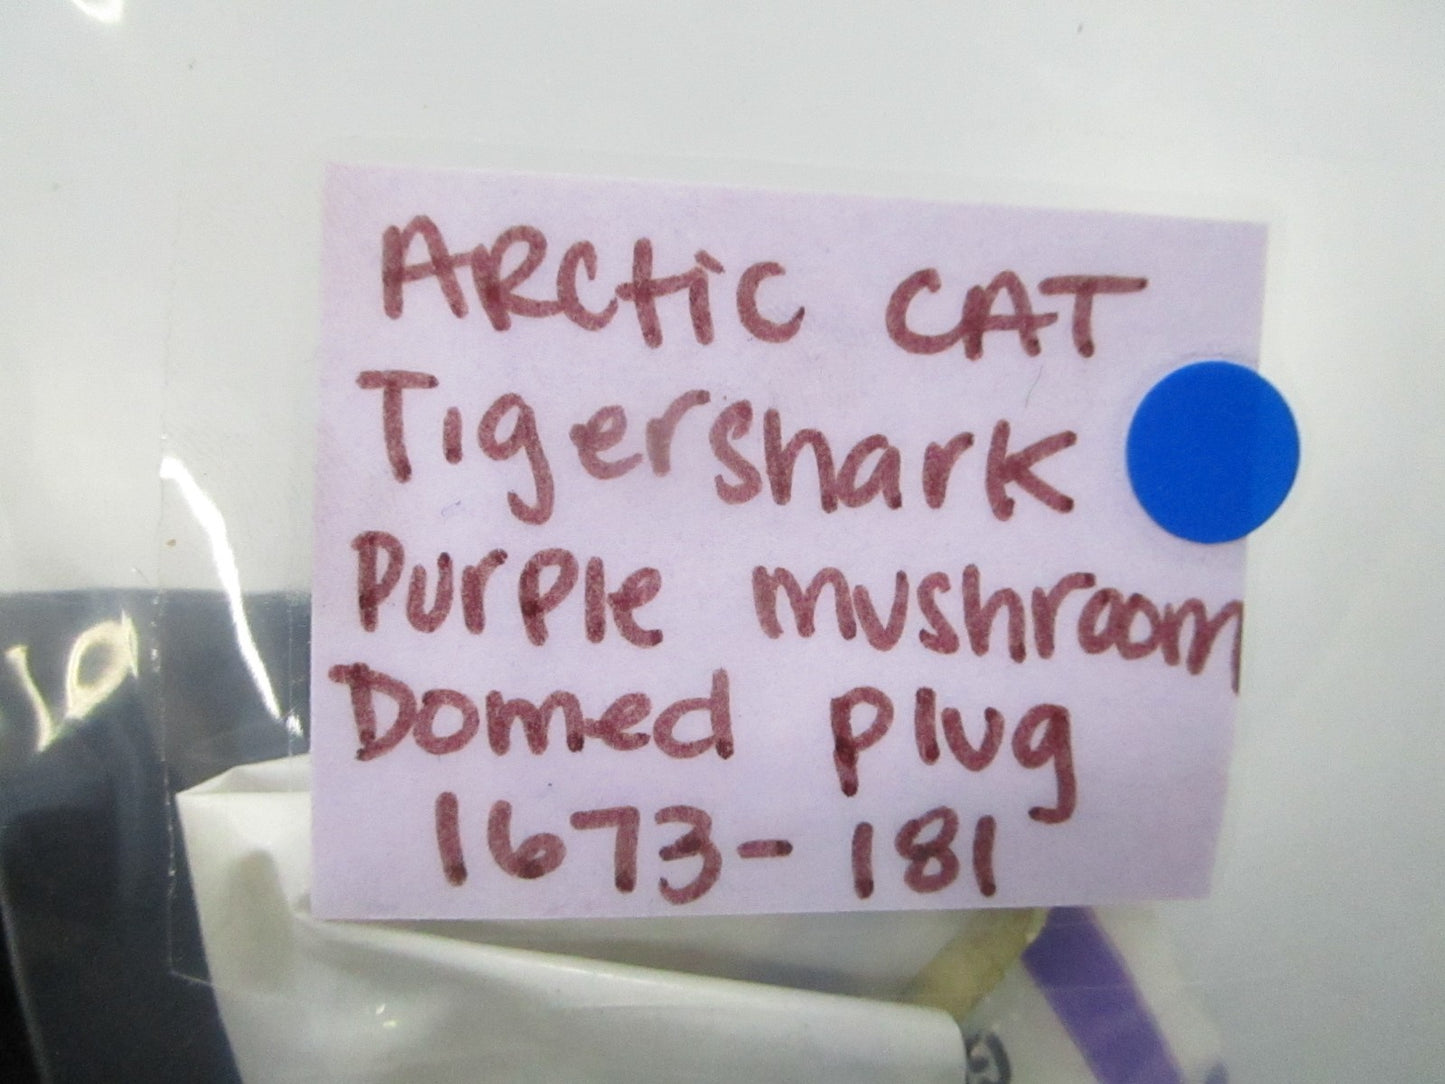 ARctic CAT
Tigershark
Purple mushroom
Domed plug
1673-181